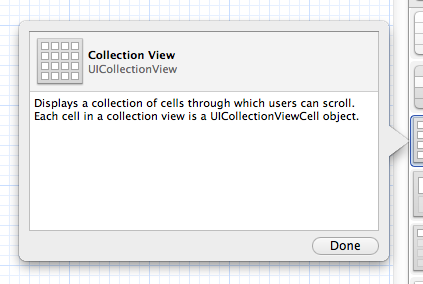 Collection View
UICollectionView
Displays a collection of cells through which users can scroll.
Each cell in a collection view is a UICollectionViewCell object.
Done